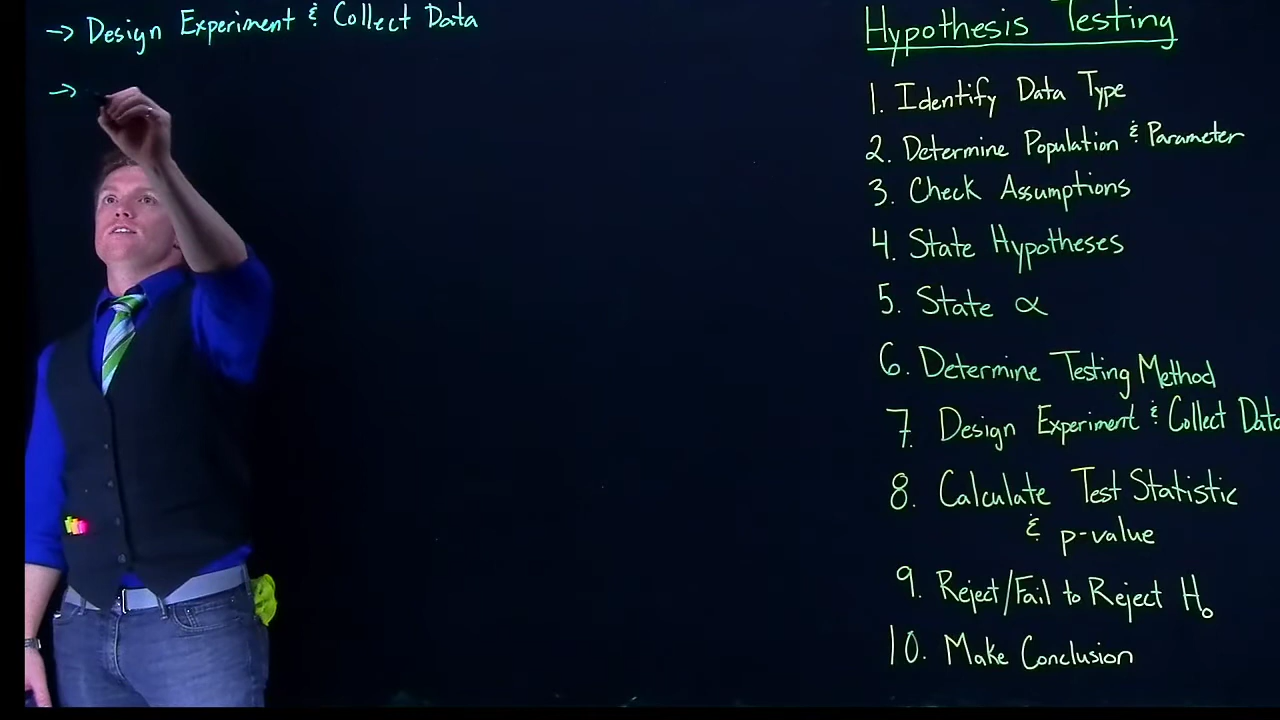 → Design Experiment & Collect Data
→
Hypothesis Testing
1. Identify Data Type
2. Determine Population & Parameter
3. Check Assumptions
4. State Hypotheses
5. State α
6. Determine Testing Method
7. Design Experiment & Collect Data
8. Calculate Test Statistic
& p-value
9. Reject/Fail to Reject H₀
10. Make Conclusion